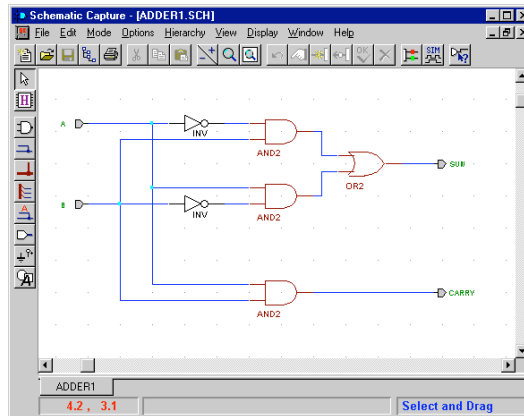 Schematic Capture - [ADDER1.SCH]
File Edit Mode Options Hierarchy View Display Window Help
OK
SIM
H
A
A
INV
AND2
SUM
OR2
B
INV
AND2
CARRY
AND2
ADDER1
4.2 , 3.1
Select and Drag